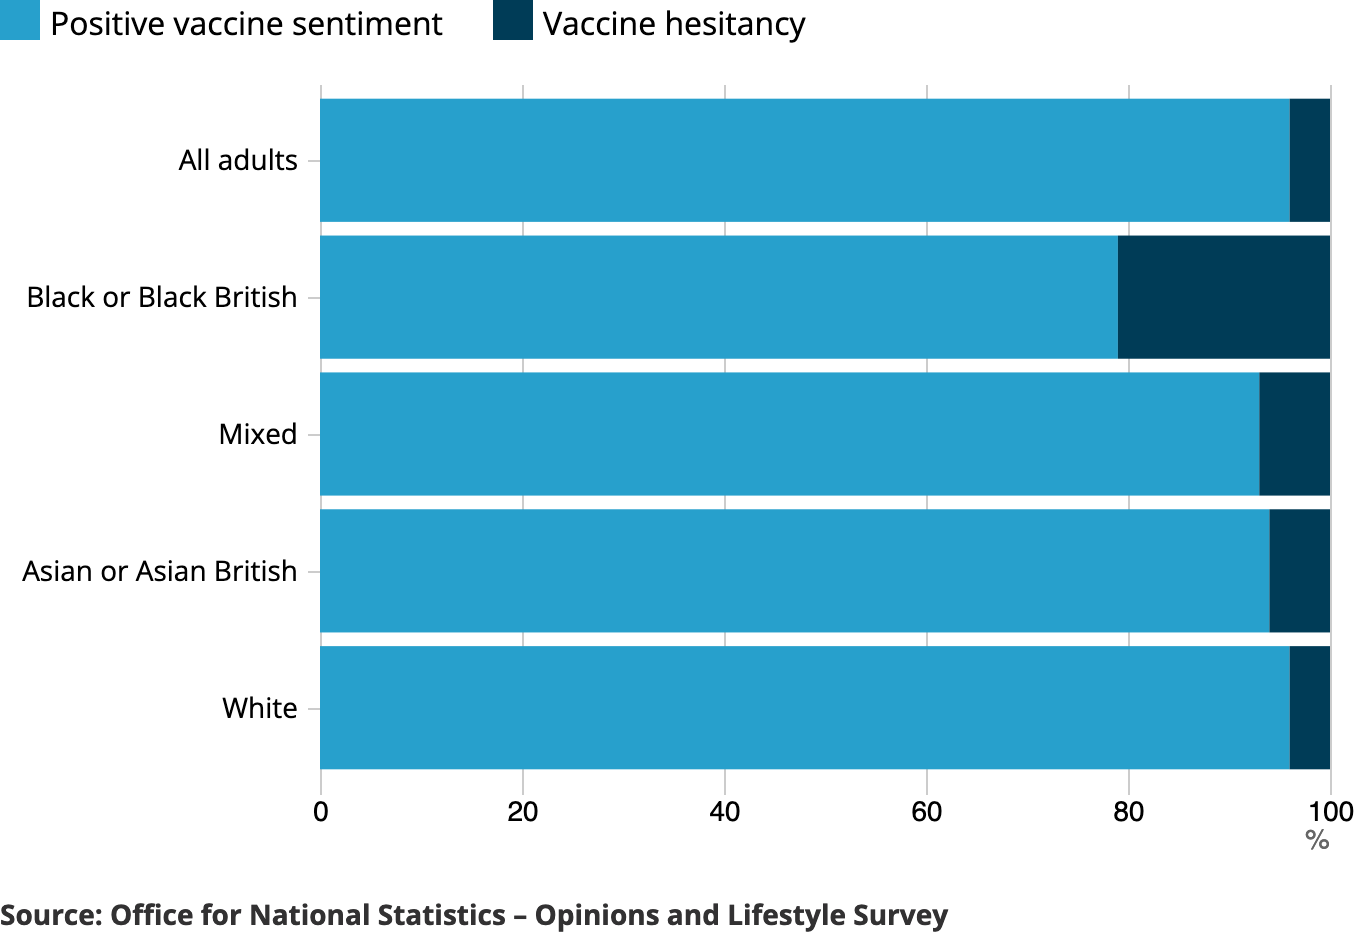 Positive vaccine sentiment
Vaccine hesitancy
All adults
Black or Black British
Mixed
Asian or Asian British
White
0 20 40 60 80 100
%
Source: Office for National Statistics – Opinions and Lifestyle Survey